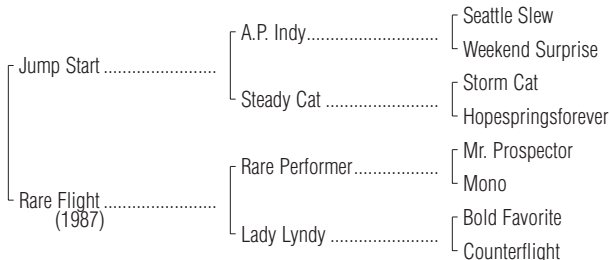 Seattle Slew
A.P. Indy
Weekend Surprise
Jump Start
Storm Cat
Steady Cat
Hopespringsforever
Mr. Prospector
Rare Performer
Mono
Rare Flight
(1987)
Bold Favorite
Lady Lyndy
Counterflight